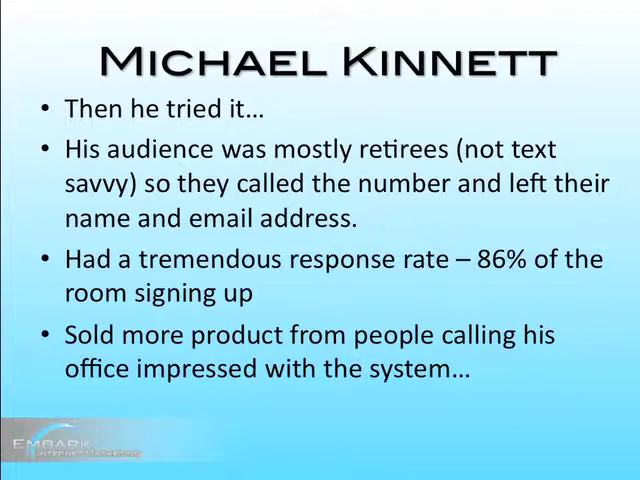 MICHAEL KINNETT
• Then he tried it…
• His audience was mostly retirees (not text
savvy) so they called the number and left their
name and email address.
• Had a tremendous response rate – 86% of the
room signing up
• Sold more product from people calling his
office impressed with the system…
EMBARK
INTERNET MARKETING